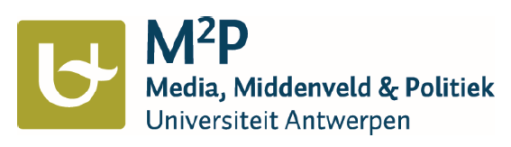 M²P
Media, Middenveld & Politiek
Universiteit Antwerpen